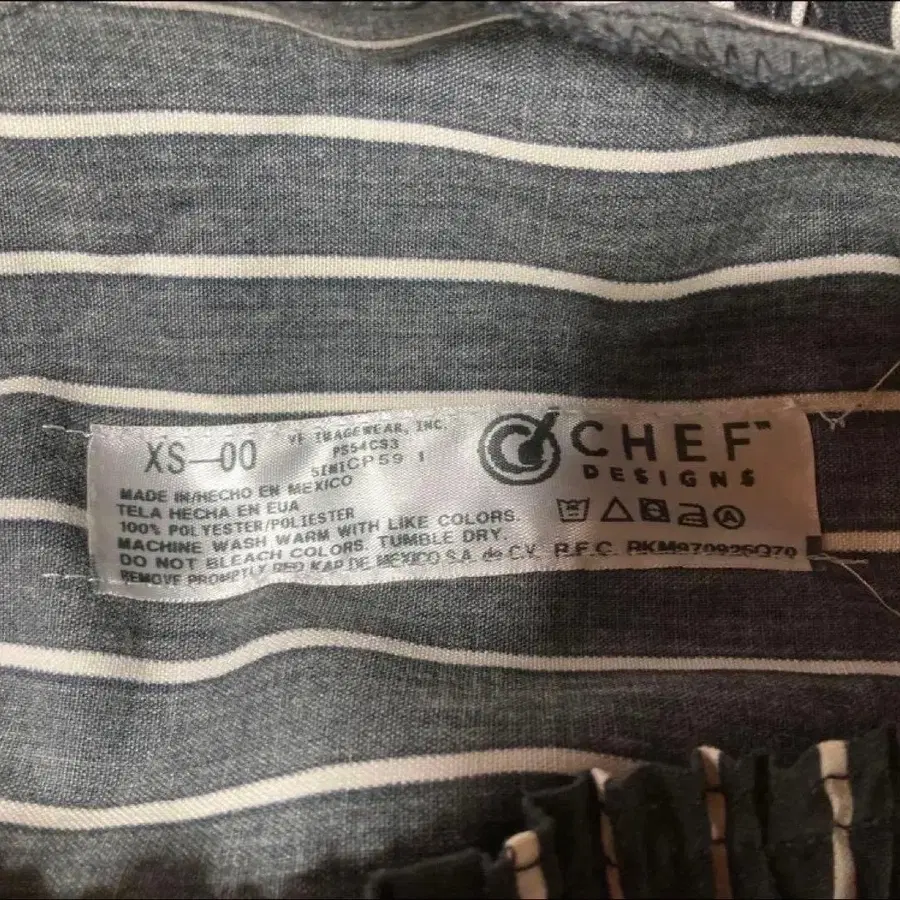 XS-00
VF IMAGEWEAR, INC.
PS54CS3
CP59 1
MADE IN/HECHO EN MEXICO
TELA HECHA EN EUA
100% POLYESTER/POLIESTER
MACHINE WASH WARM WITH LIKE COLORS.
DO NOT BLEACH COLORS. TUMBLE DRY.
REMOVE PROMPTLY RED KAP DE MEXICO S.A. de C.V. R.F.C.
CHEF™
DESIGNS
A